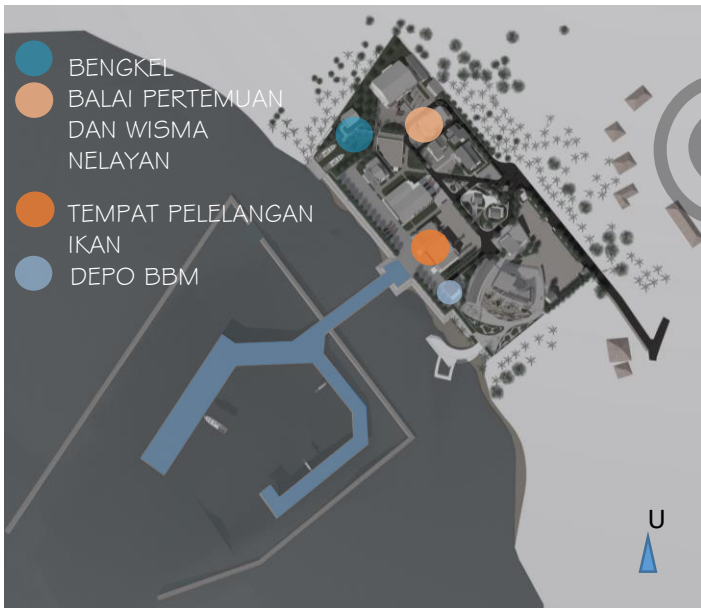 BENGKEL
BALAI PERTEMUAN
DAN WISMA
NELAYAN
TEMPAT PELELANGAN
IKAN
DEPO BBM
U